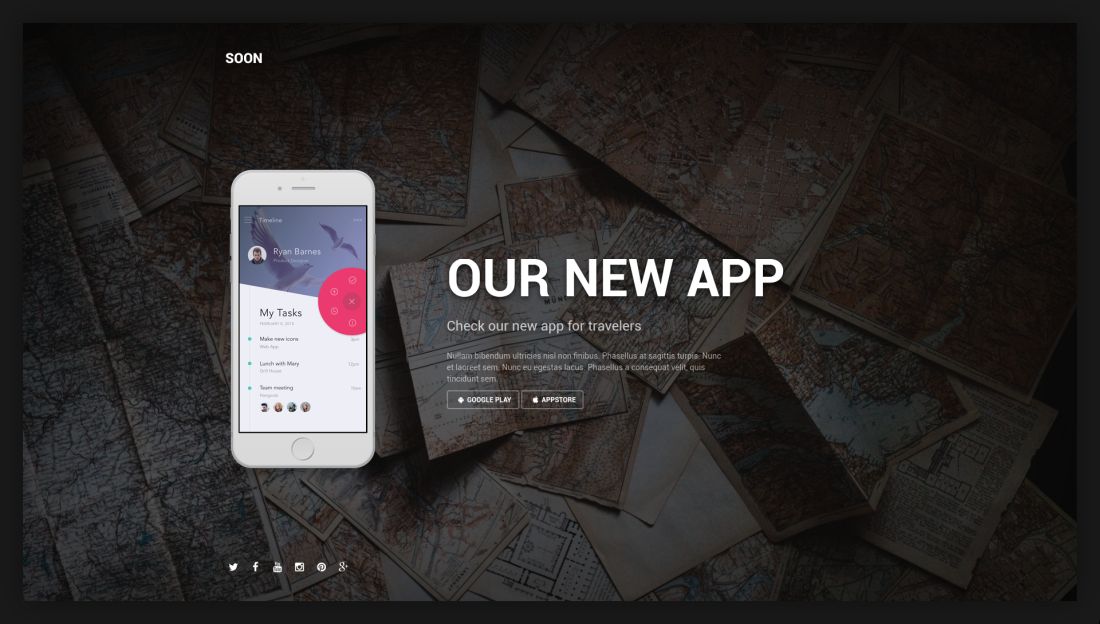 SOON
Timeline
Ryan Barnes
Product Designer
My Tasks
FEBRUARY 8, 2015
Make new icons
Web App
Lunch with Mary
12pm
Grill House
Team meeting
Hangouts
OUR NEW APP
Check our new app for travelers
Nullam bibendum ultricies nisl non finibus. Phasellus at sagittis turpis. Nunc
et laoreet sem. Nunc eu egestas lacus. Phasellus a consequat velit, quis
tincidunt sem.
GOOGLE PLAY APPSTORE